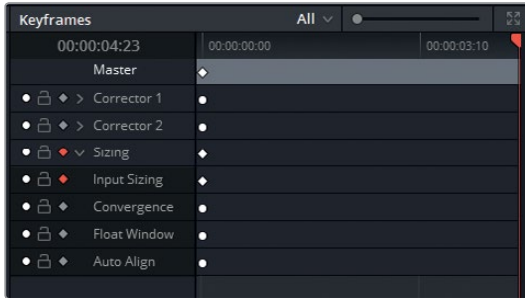 Keyframes All
00:00:04:23 00:00:00:00 00:00:03:10
Master
Corrector 1
Corrector 2
Sizing
Input Sizing
Convergence
Float Window
Auto Align